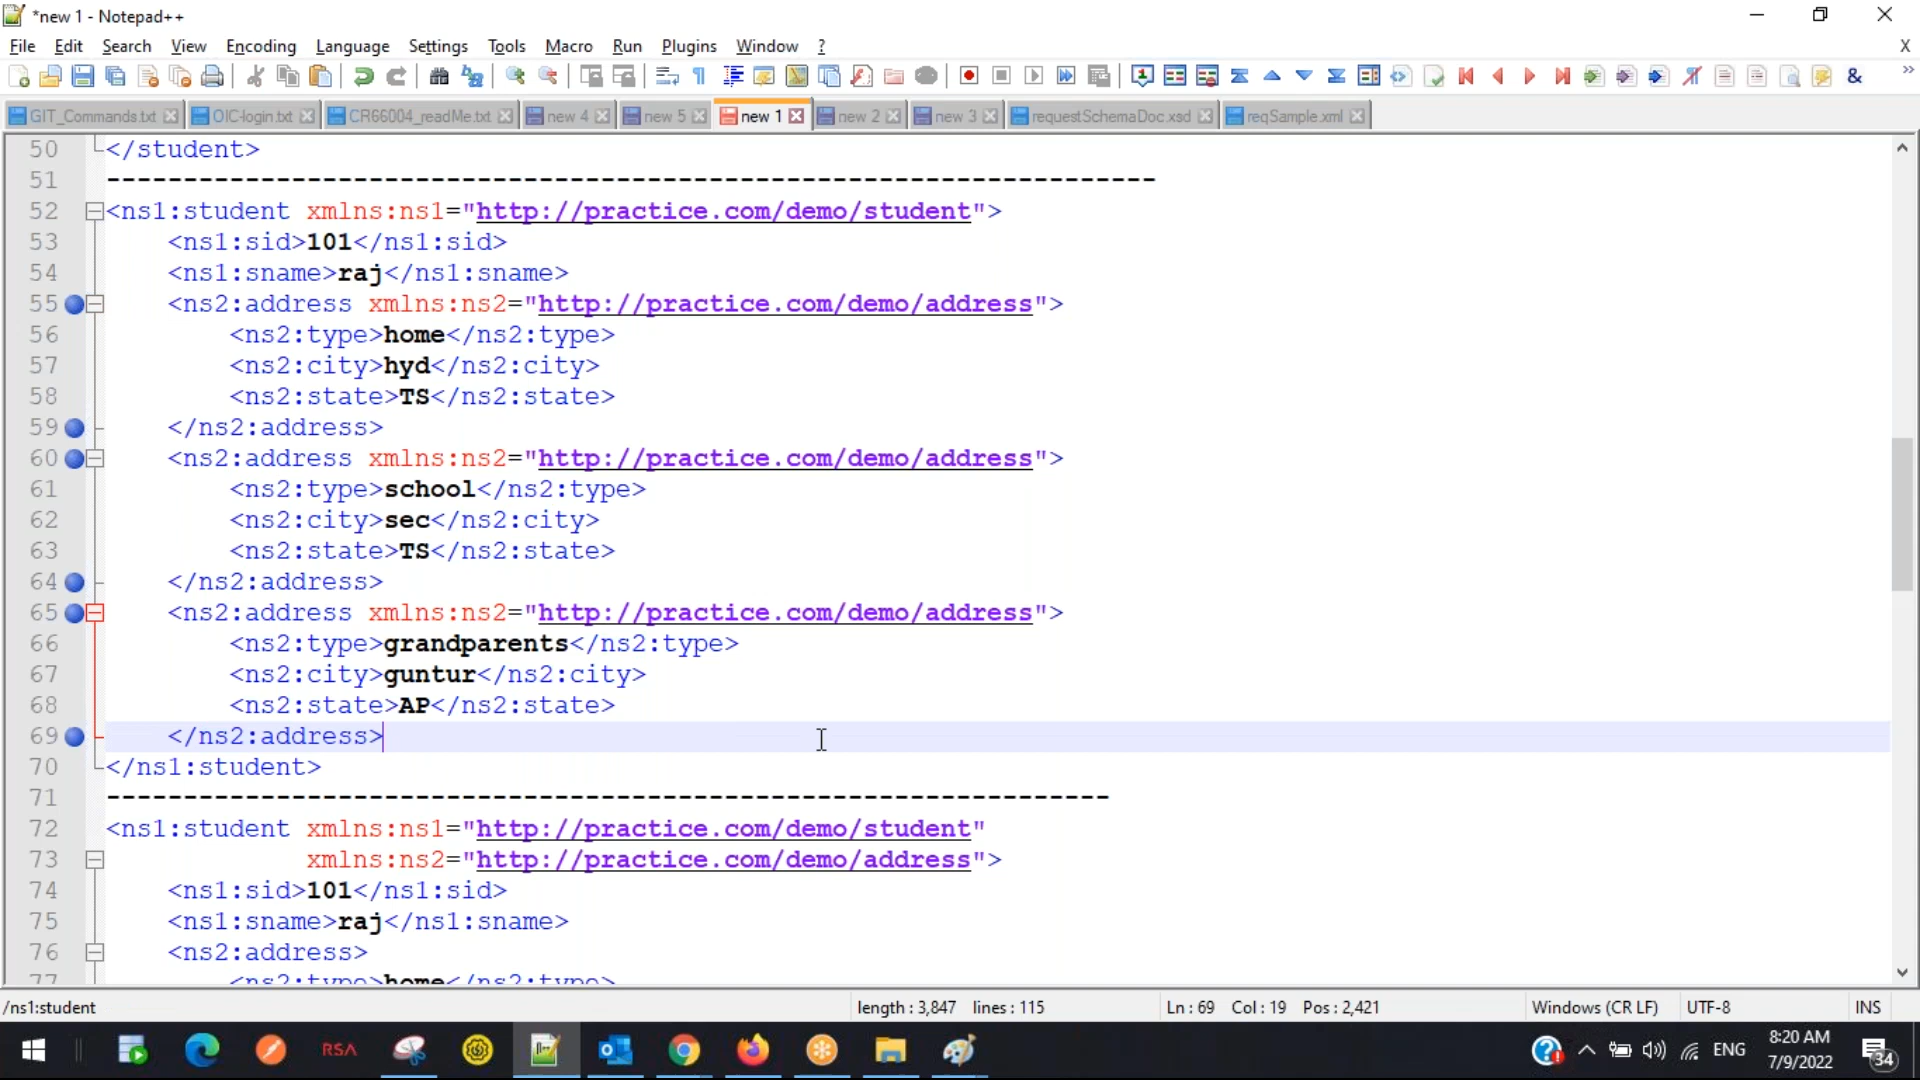 *new 1 - Notepad++
File Edit Search View Encoding Language Settings Tools Macro Run Plugins Window ? X
GIT_Commands.txt OIC-login.txt CR66004_readMe.txt new 4 new 5 new 1 new 2 new 3 requestSchemaDoc.xsd reqSample.xml
50 </student>
51 --------------------------------------------------------------------
52 <ns1:student xmlns:ns1="http://practice.com/demo/student">
53 <ns1:sid>101</ns1:sid>
54 <ns1:sname>raj</ns1:sname>
55 <ns2:address xmlns:ns2="http://practice.com/demo/address">
56 <ns2:type>home</ns2:type>
57 <ns2:city>hyd</ns2:city>
58 <ns2:state>TS</ns2:state>
59 </ns2:address>
60 <ns2:address xmlns:ns2="http://practice.com/demo/address">
61 <ns2:type>school</ns2:type>
62 <ns2:city>sec</ns2:city>
63 <ns2:state>TS</ns2:state>
64 </ns2:address>
65 <ns2:address xmlns:ns2="http://practice.com/demo/address">
66 <ns2:type>grandparents</ns2:type>
67 <ns2:city>guntur</ns2:city>
68 <ns2:state>AP</ns2:state>
69 </ns2:address>
70 </ns1:student>
71 -----------------------------------------------------------------
72 <ns1:student xmlns:ns1="http://practice.com/demo/student"
73 xmlns:ns2="http://practice.com/demo/address">
74 <ns1:sid>101</ns1:sid>
75 <ns1:sname>raj</ns1:sname>
76 <ns2:address>
77 <ns2:type>home</ns2:type>
/ns1:student length : 3,847 lines : 115 Ln : 69 Col : 19 Pos : 2,421 Windows (CR LF) UTF-8 INS
RSA ENG 8:20 AM
7/9/2022 34